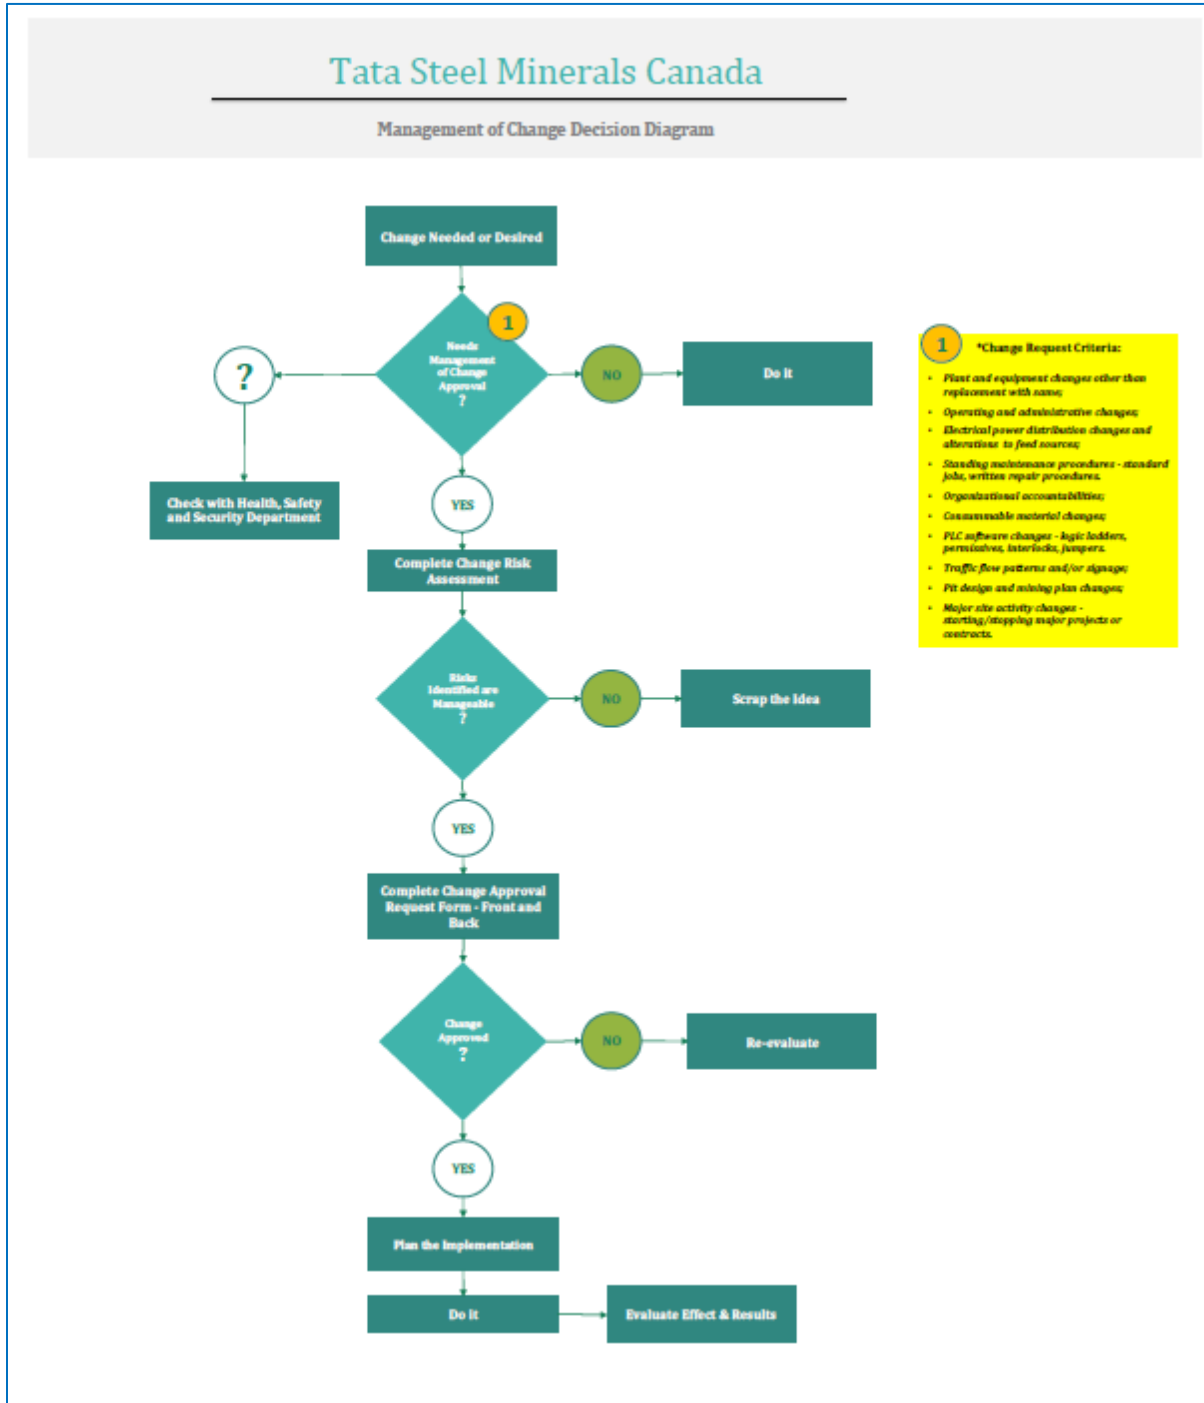 Tata Steel Minerals Canada
Management of Change Decision Diagram
Change Needed or Desired
1
Needs
Management
of Change
Approval
?
NO
Do it
?
Check with Health, Safety
and Security Department
YES
Complete Change Risk
Assessment
Risks
Identified are
Manageable
?
NO
Scrap the Idea
YES
Complete Change Approval
Request Form - Front and
Back
Change
Approved
?
NO
Re-evaluate
YES
Plan the Implementation
Do it
Evaluate Effect & Results
1
*Change Request Criteria:
• Plant and equipment changes other than
replacement with same;
• Operating and administrative changes;
• Electrical power distribution changes and
alterations to feed sources;
• Standing maintenance procedures - standard
jobs, written repair procedures.
• Organizational accountabilities;
• Consummable material changes;
• PLC software changes - logic ladders,
permissives, interlocks, jumpers.
• Traffic flow patterns and/or signage;
• Pit design and mining plan changes;
• Major site activity changes -
starting/stopping major projects or
contracts.